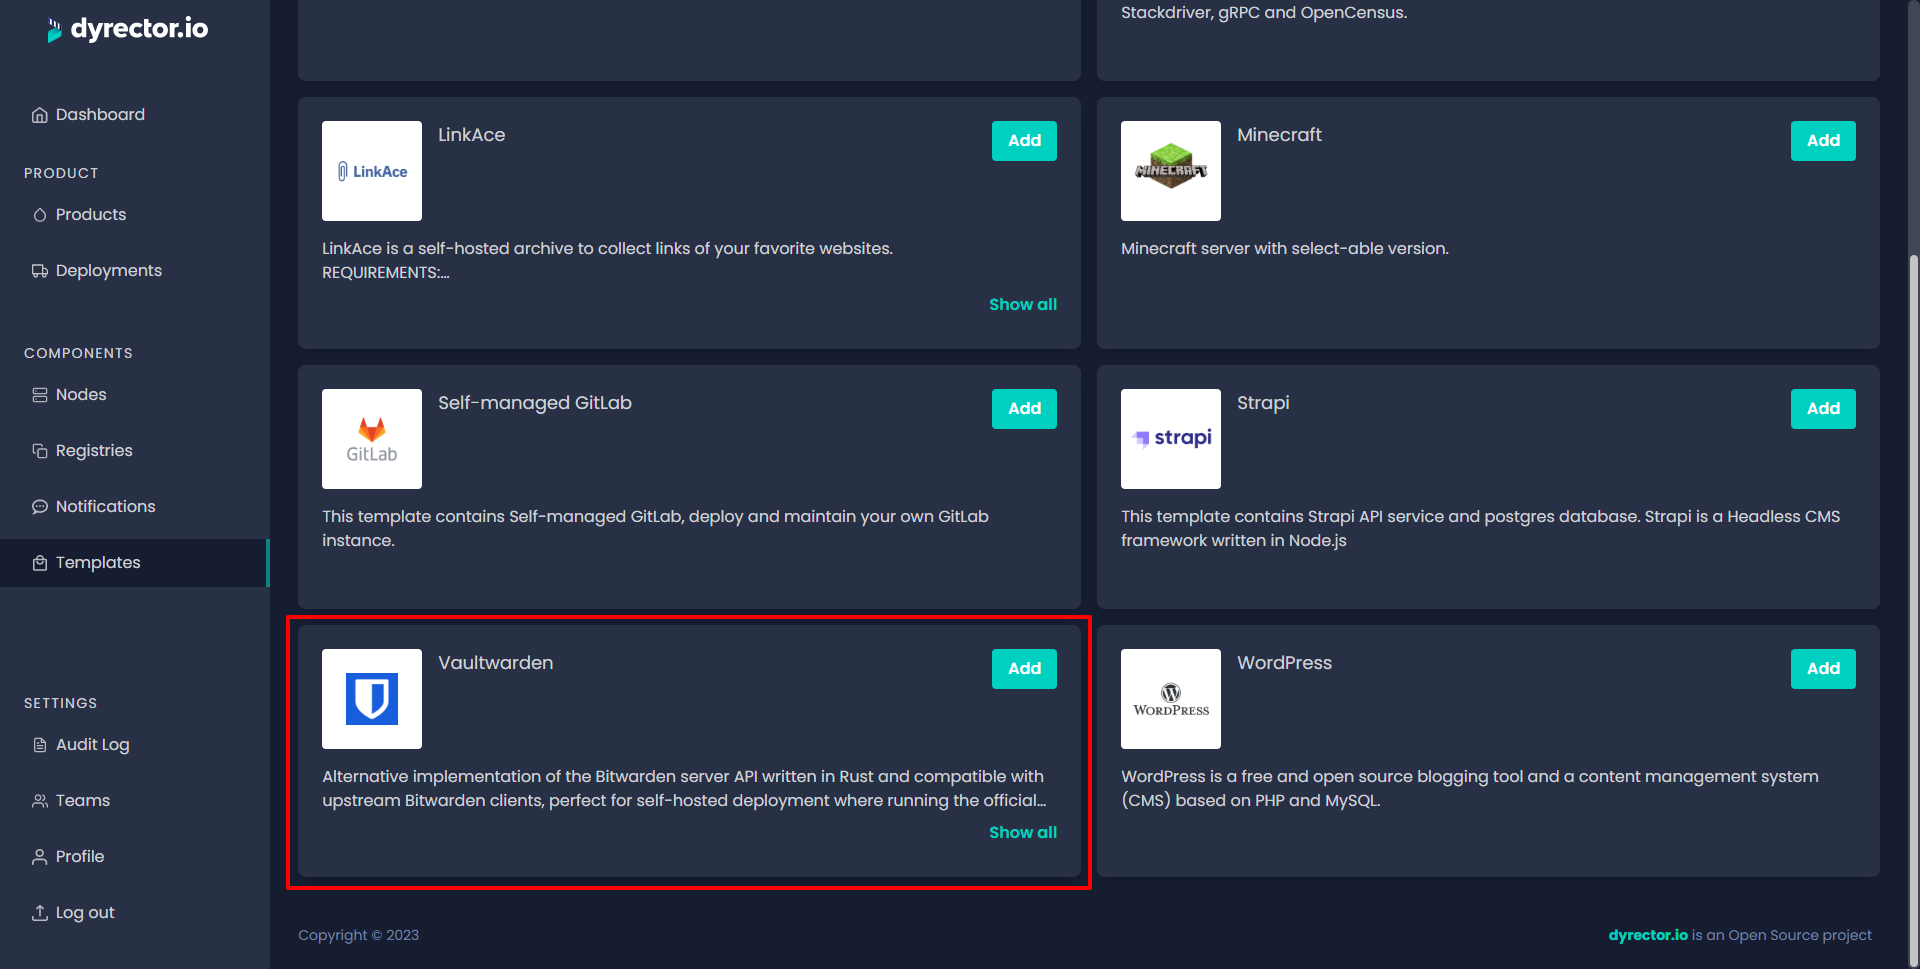 dyrector.io
Dashboard
PRODUCT
Products
Deployments
COMPONENTS
Nodes
Registries
Notifications
Templates
SETTINGS
Audit Log
Teams
Profile
Log out
Stackdriver, gRPC and OpenCensus.
LinkAce
LinkAce
Add
LinkAce is a self-hosted archive to collect links of your favorite websites.
REQUIREMENTS:...
Show all
MINECRAFT
Minecraft
Add
Minecraft server with select-able version.
GitLab
Self-managed GitLab
Add
This template contains Self-managed GitLab, deploy and maintain your own GitLab
instance.
strapi
Strapi
Add
This template contains Strapi API service and postgres database. Strapi is a Headless CMS
framework written in Node.js
Vaultwarden
Add
Alternative implementation of the Bitwarden server API written in Rust and compatible with
upstream Bitwarden clients, perfect for self-hosted deployment where running the official...
Show all
WORDPRESS
WordPress
Add
WordPress is a free and open source blogging tool and a content management system
(CMS) based on PHP and MySQL.
Copyright © 2023
dyrector.io is an Open Source project